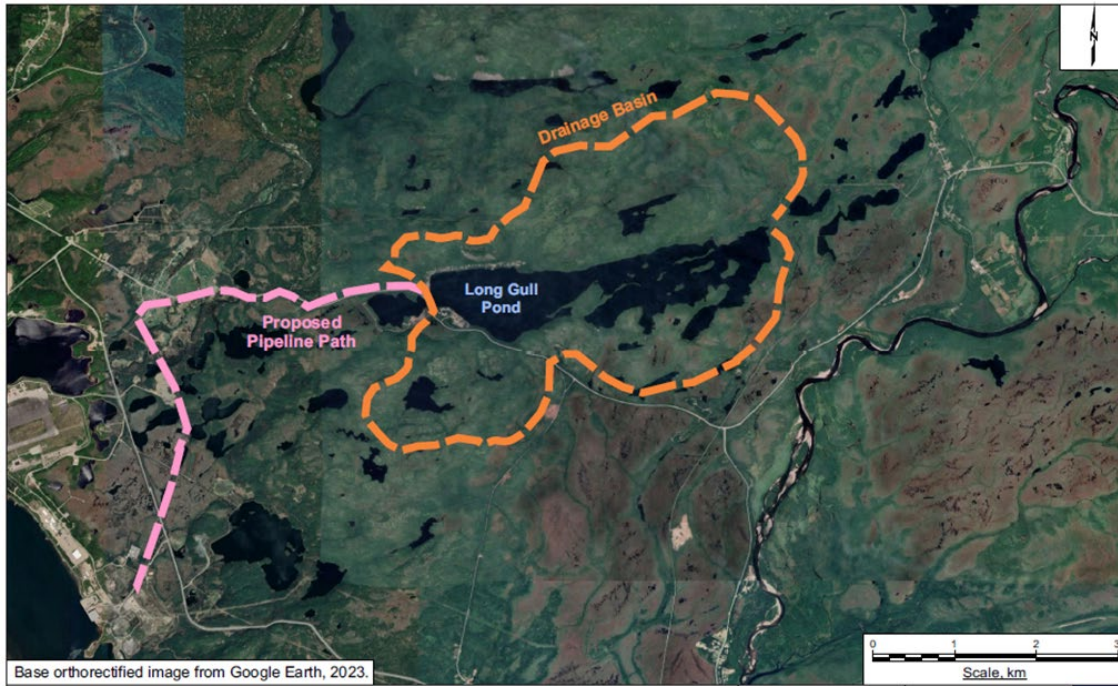 N
Drainage Basin
Long Gull
Pond
Proposed
Pipeline Path
0 1 2 3
Scale, km
Base orthorectified image from Google Earth, 2023.